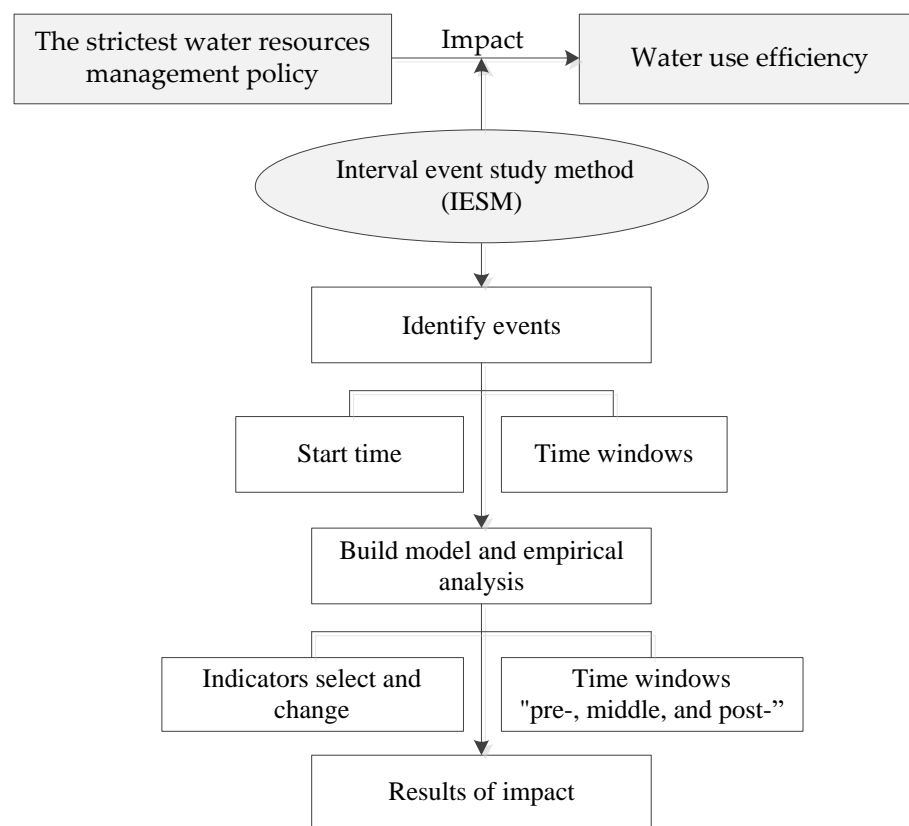 The strictest water resources
management policy
Impact
Water use efficiency
Interval event study method
(IESM)
Identify events
Start time
Time windows
Build model and empirical
analysis
Indicators select and
change
Time windows
"pre-, middle, and post-”
Results of impact